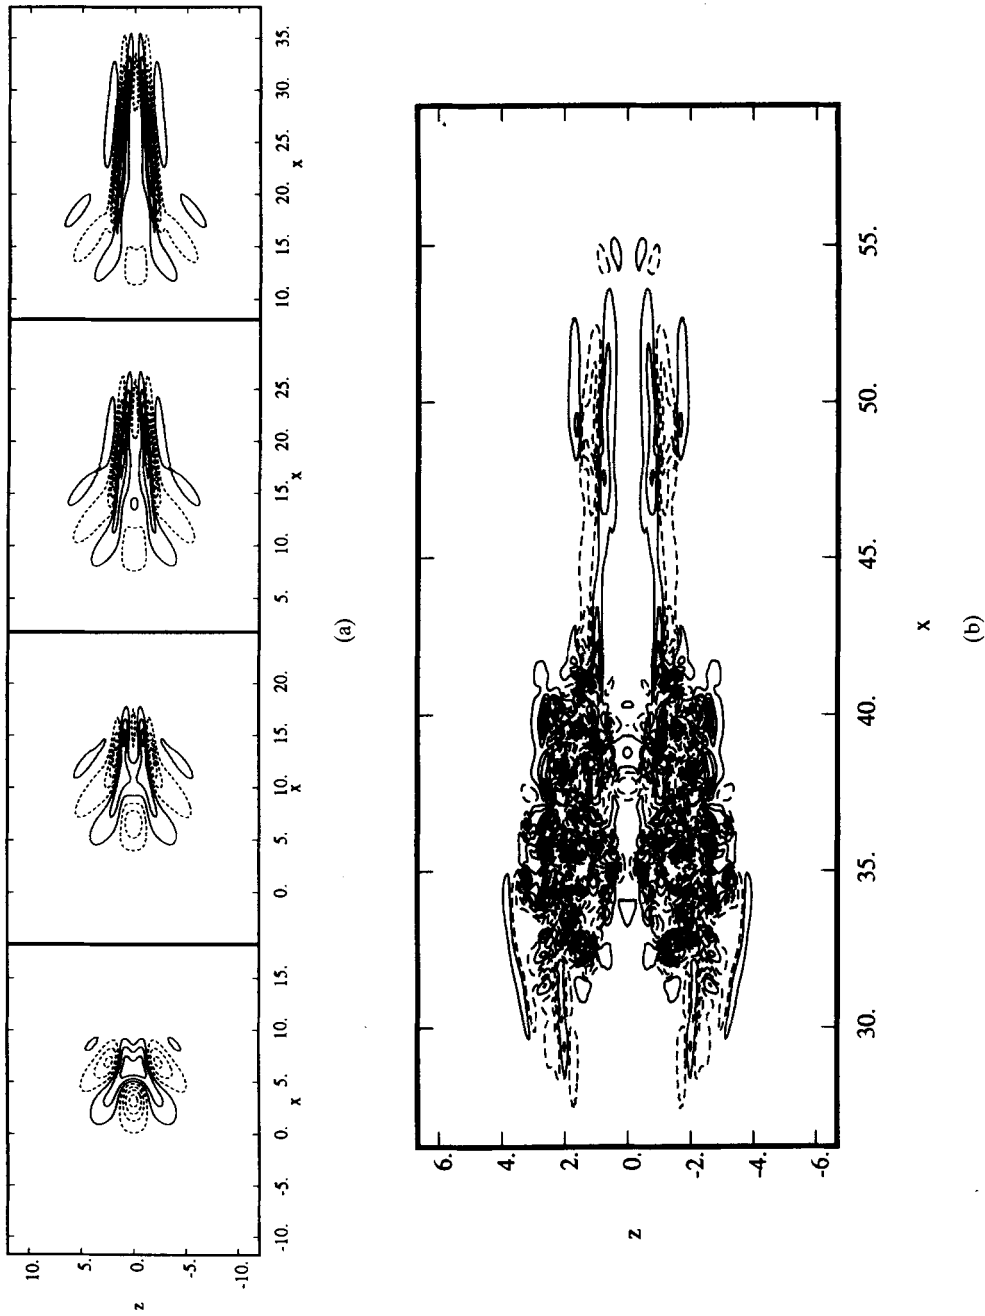 z
10.
5.
0.
-5.
-10.
-10. -5. 0. 5. 10. 15.
x
0. 5. 10. 15. 20.
x
5. 10. 15. 20. 25.
x
10. 15. 20. 25. 30. 35.
x
(a)
z
6.
4.
2.
0.
-2.
-4.
-6.
30. 35. 40. 45. 50. 55.
x
(b)